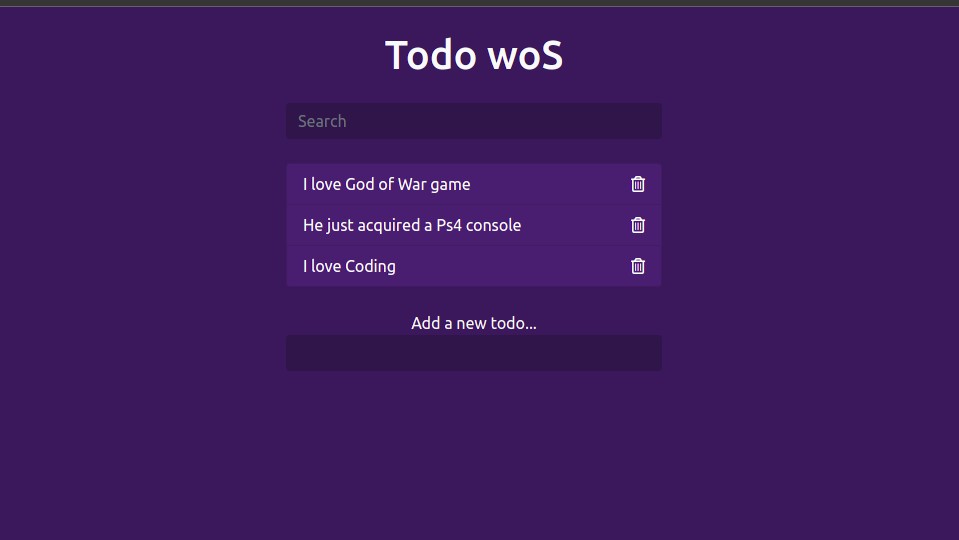 Todo woS
Search
I love God of War game
He just acquired a Ps4 console
I love Coding
Add a new todo...